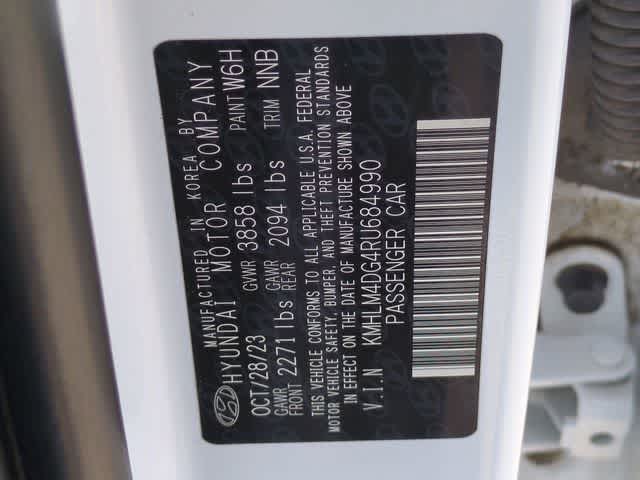 MANUFACTURED IN KOREA BY
HYUNDAI MOTOR COMPANY
OCT/28/23 GVWR 3858 lbs PAINT W6H
GAWR FRONT 2271 lbs GAWR REAR 2094 lbs TRIM NNB
THIS VEHICLE CONFORMS TO ALL APPLICABLE U.S.A. FEDERAL
MOTOR VEHICLE SAFETY, BUMPER, AND THEFT PREVENTION STANDARDS
IN EFFECT ON THE DATE OF MANUFACTURE SHOWN ABOVE
V.I.N KMHLM4DG4RU684990
PASSENGER CAR